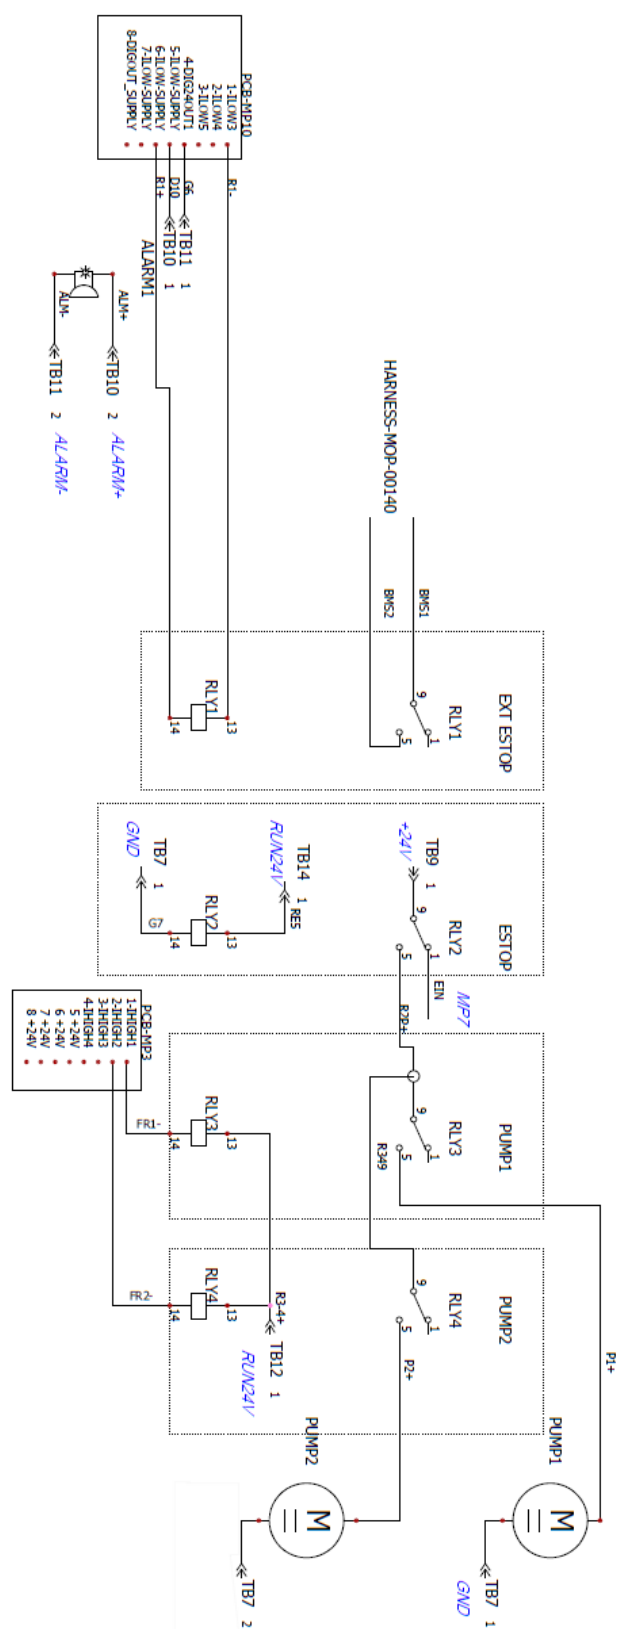 PCB-MP10
1-ILOW3
2-ILOW4
3-ILOW5
4-DIG24OUT1
5-ILOW-SUPPLY
6-ILOW-SUPPLY
7-ILOW-SUPPLY
8-DIGOUT_SUPPLY
R1-
G6
D10
R1+
TB11 1
TB10 1
ALARM1
ALM+
ALM-
TB10 2 ALARM+
TB11 2 ALARM-
HARNESS-MOP-00140
BMS1
BMS2
EXT ESTOP
RLY1
9
1
5
RLY1
13
14
ESTOP
TB9 1
+24V
RLY2
9
1
5
EIN
MP7
R2P+
TB14 1
RUN24V
RE5
RLY2
13
14
TB7 1
GND
G7
PCB-MP3
1-IHIGH1
2-IHIGH2
3-IHIGH3
4-IHIGH4
5 +24V
6 +24V
7 +24V
8 +24V
PUMP1
RLY3
9
1
5
R349
RLY3
13
14
FR1-
PUMP2
RLY4
9
1
5
P2+
P1+
RLY4
13
14
FR2-
R3-4+
TB12 1
RUN24V
PUMP1
M
TB7 1
GND
PUMP2
M
TB7 2